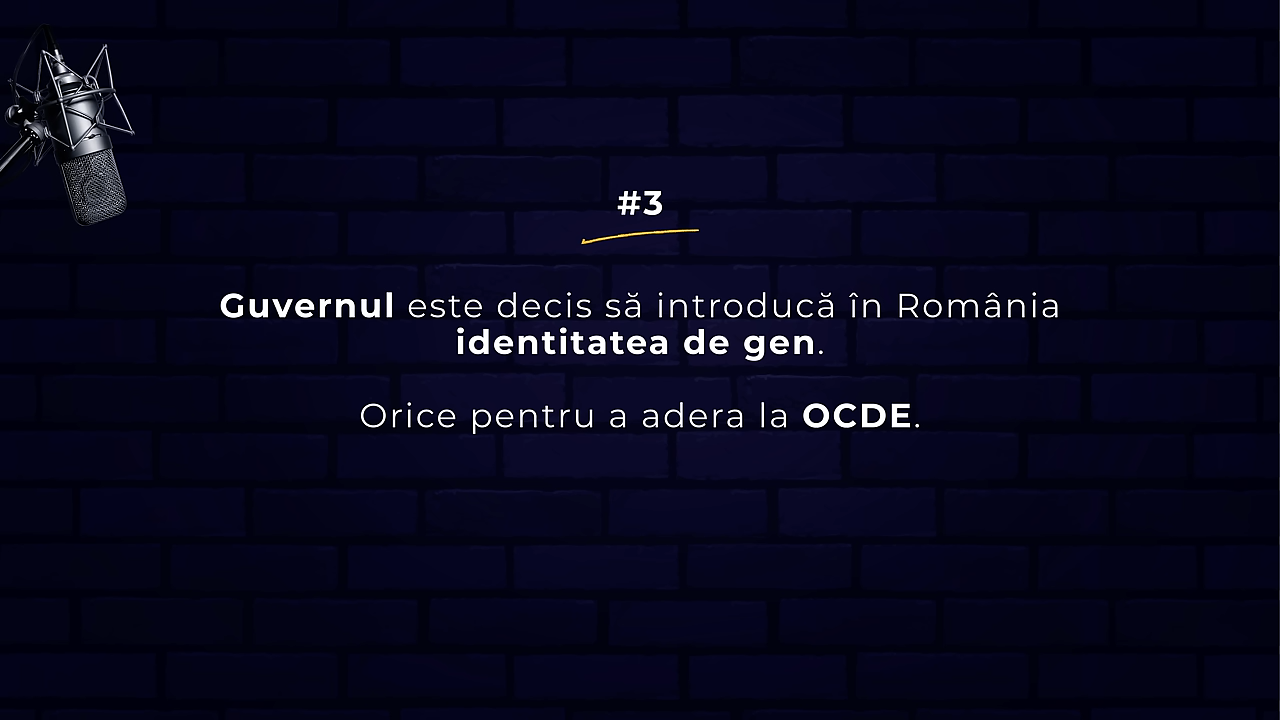 #3
Guvernul este decis să introducă în România
identitatea de gen.
Orice pentru a adera la OCDE.